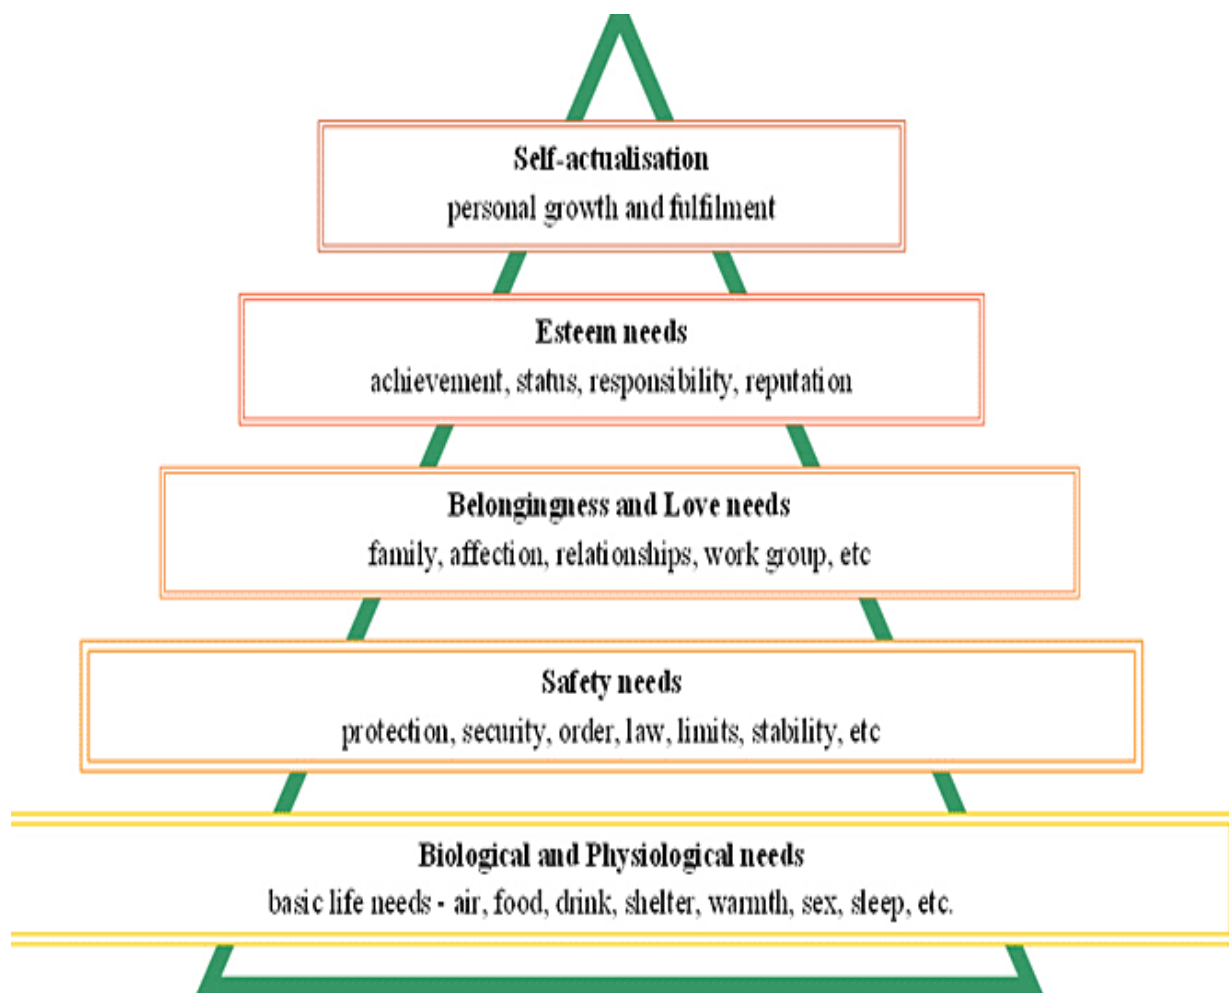 Self-actualisation
personal growth and fulfilment
Esteem needs
achievement, status, responsibility, reputation
Belongingness and Love needs
family, affection, relationships, work group, etc
Safety needs
protection, security, order, law, limits, stability, etc
Biological and Physiological needs
basic life needs - air, food, drink, shelter, warmth, sex, sleep, etc.